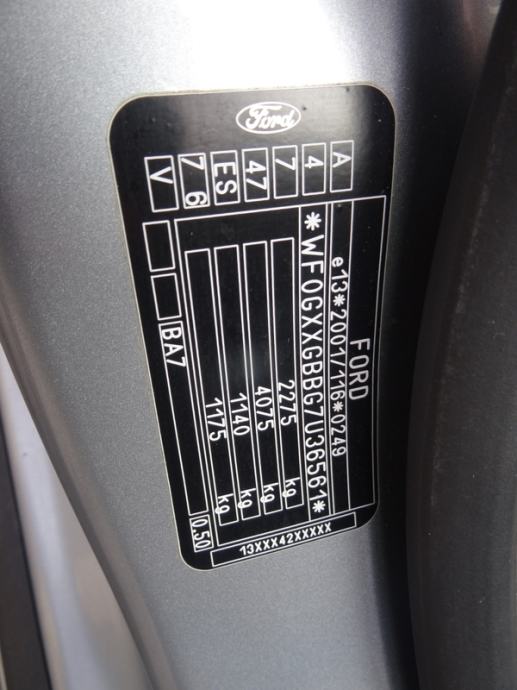 Ford
FORD
e13*2001/116*0249
*WF0GXXGBBG7U36561*
2275 kg
4075 kg
1140 kg
1175 kg
A
4
7
47
ES
7 6
V
BA7
0.50
13XXX42XXXXX